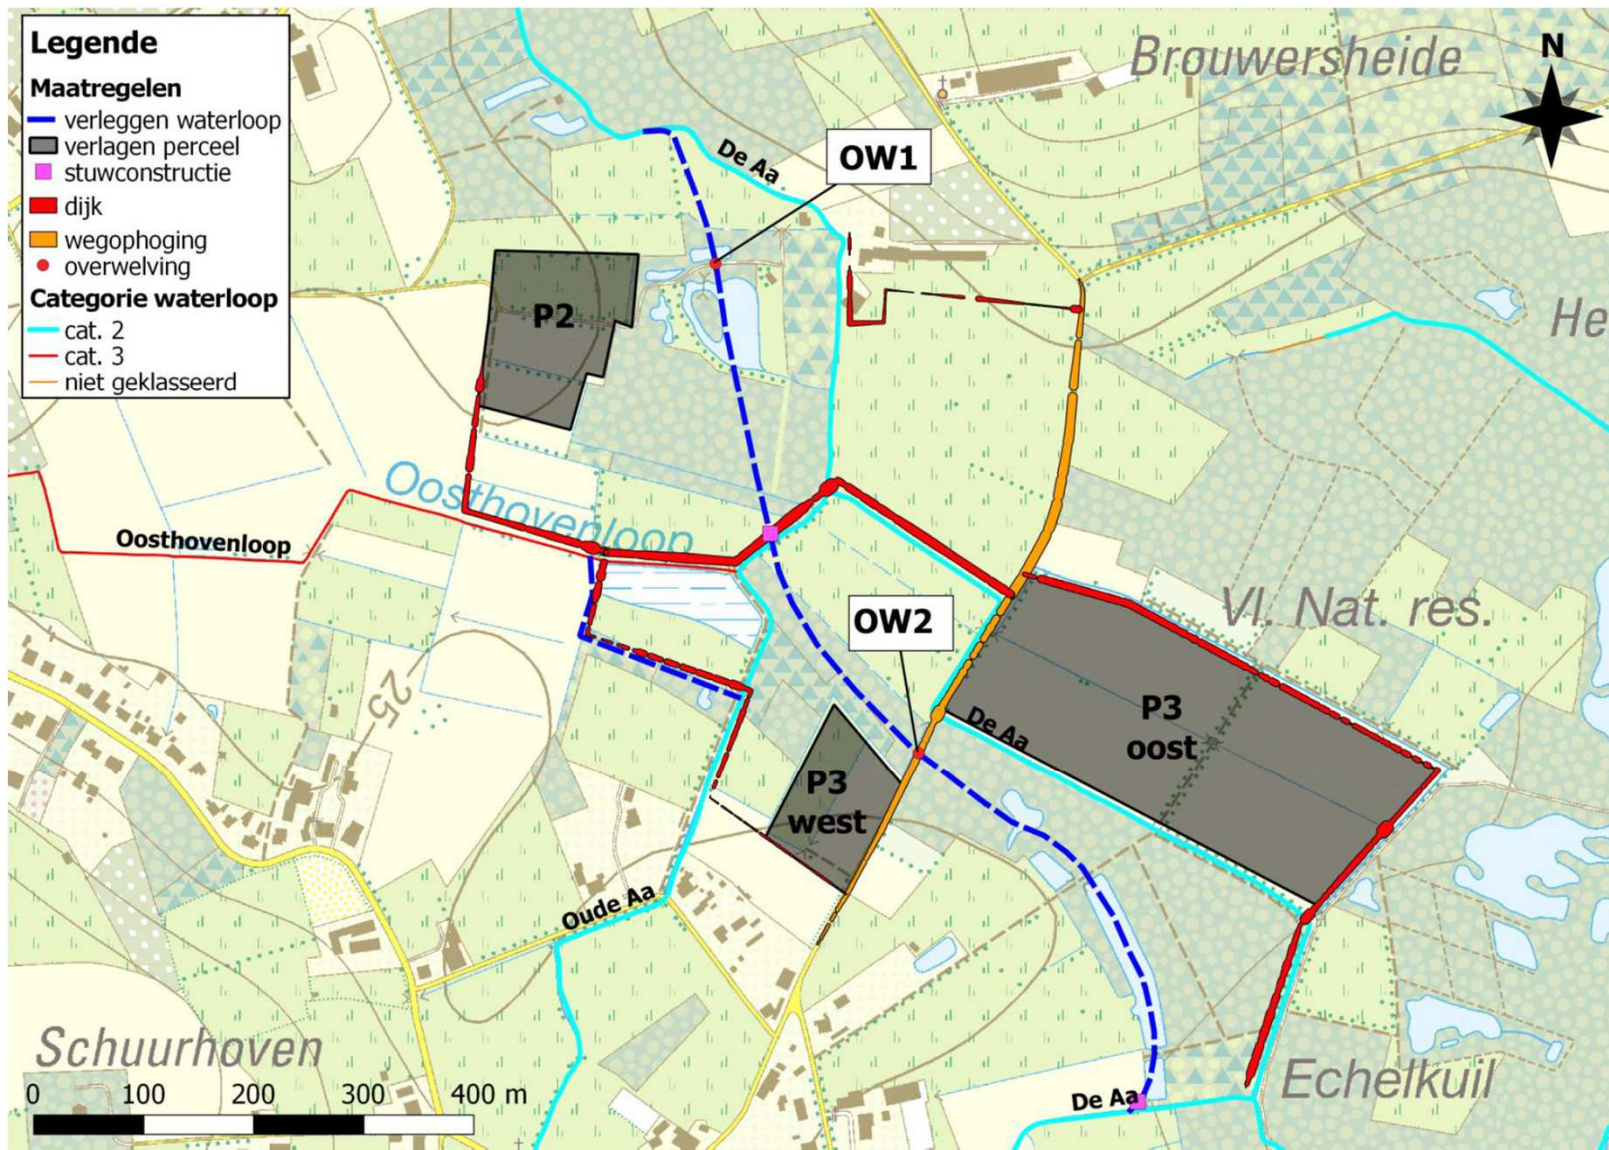 Legende
Maatregelen
verleggen waterloop
verlagen perceel
stuwconstructie
dijk
wegophoging
overwelving
Categorie waterloop
cat. 2
cat. 3
niet geklasseerd
Brouwersheide
N
De Aa
OW1
He
P2
Oosthovenloop
Oosthovenloop
Vl. Nat. res.
OW2
25
P3
oost
De Aa
P3
west
Oude Aa
Schuurhoven
Echelkuil
De Aa
0 100 200 300 400 m